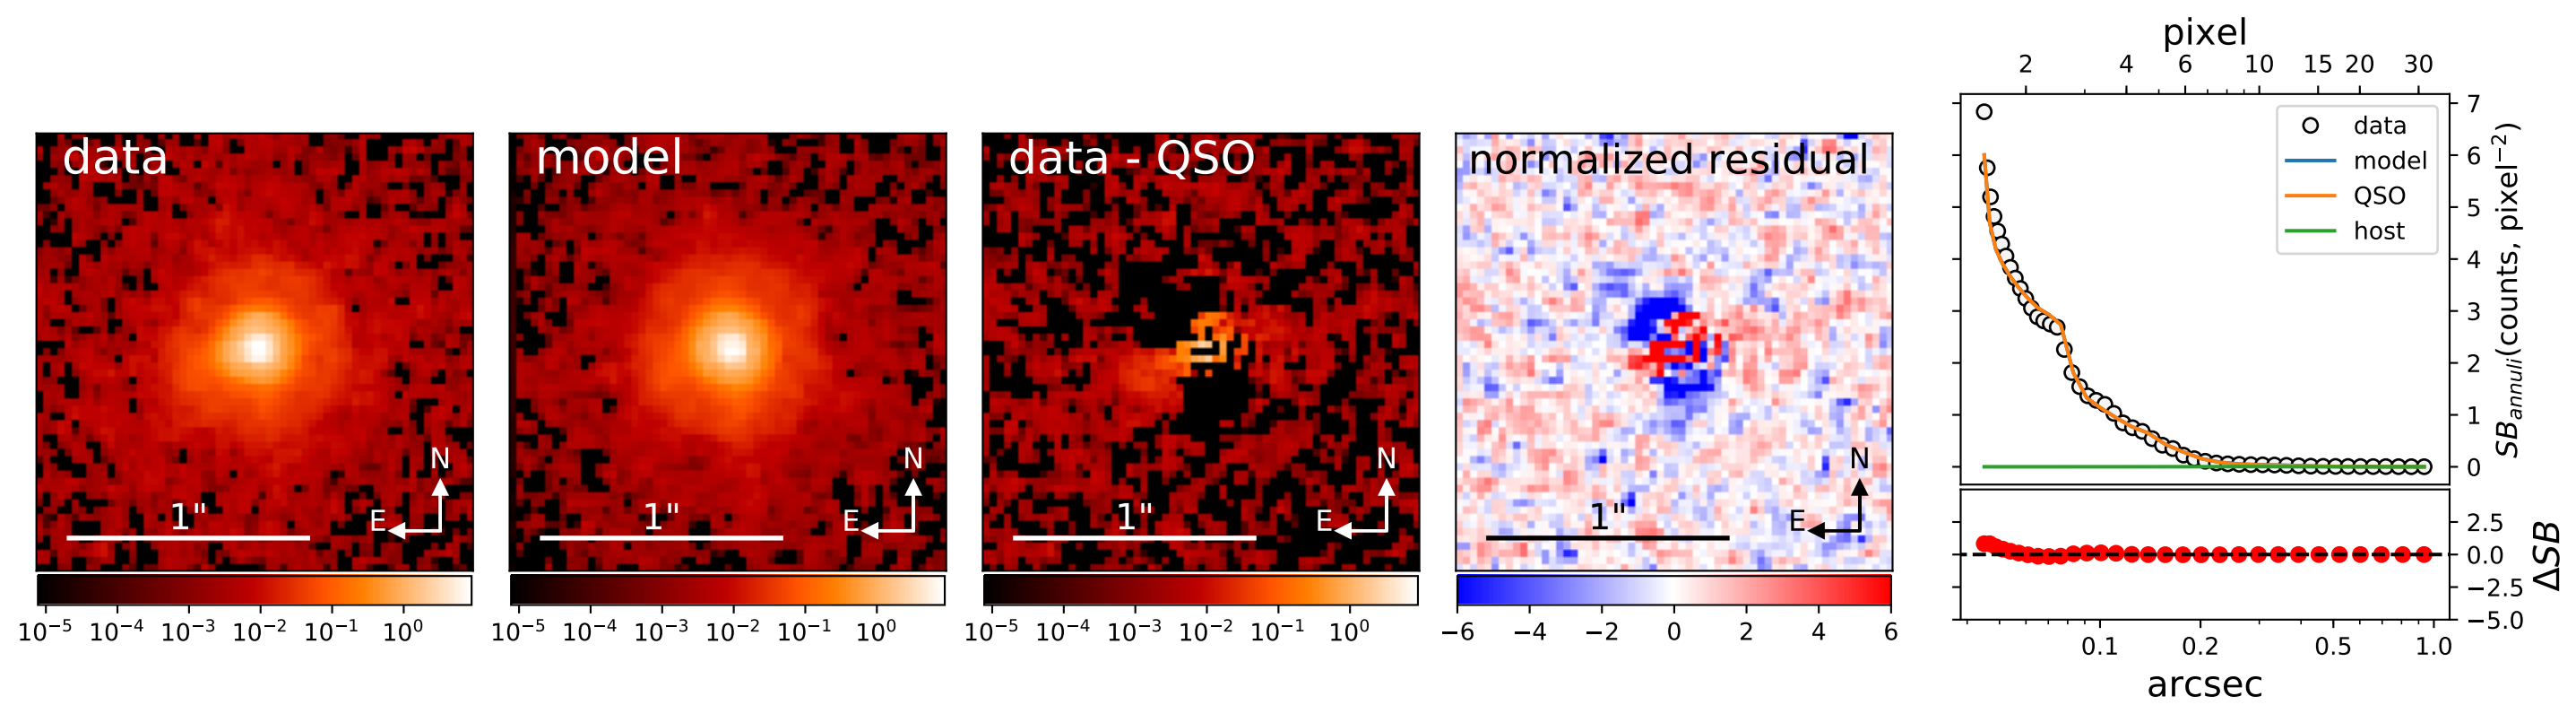 data
N
E
1"
10⁻⁵ 10⁻⁴ 10⁻³ 10⁻² 10⁻¹ 10⁰
model
N
E
1"
10⁻⁵ 10⁻⁴ 10⁻³ 10⁻² 10⁻¹ 10⁰
data - QSO
N
E
1"
10⁻⁵ 10⁻⁴ 10⁻³ 10⁻² 10⁻¹ 10⁰
normalized residual
N
E
1"
−6 −4 −2 0 2 4 6
pixel
2 4 6 10 15 20 30
data
model
QSO
host
7
6
5
4
3
2
1
0
SB_annuli(counts, pixel⁻²)
2.5
0.0
−2.5
−5.0
ΔSB
0.1 0.2 0.5 1.0
arcsec